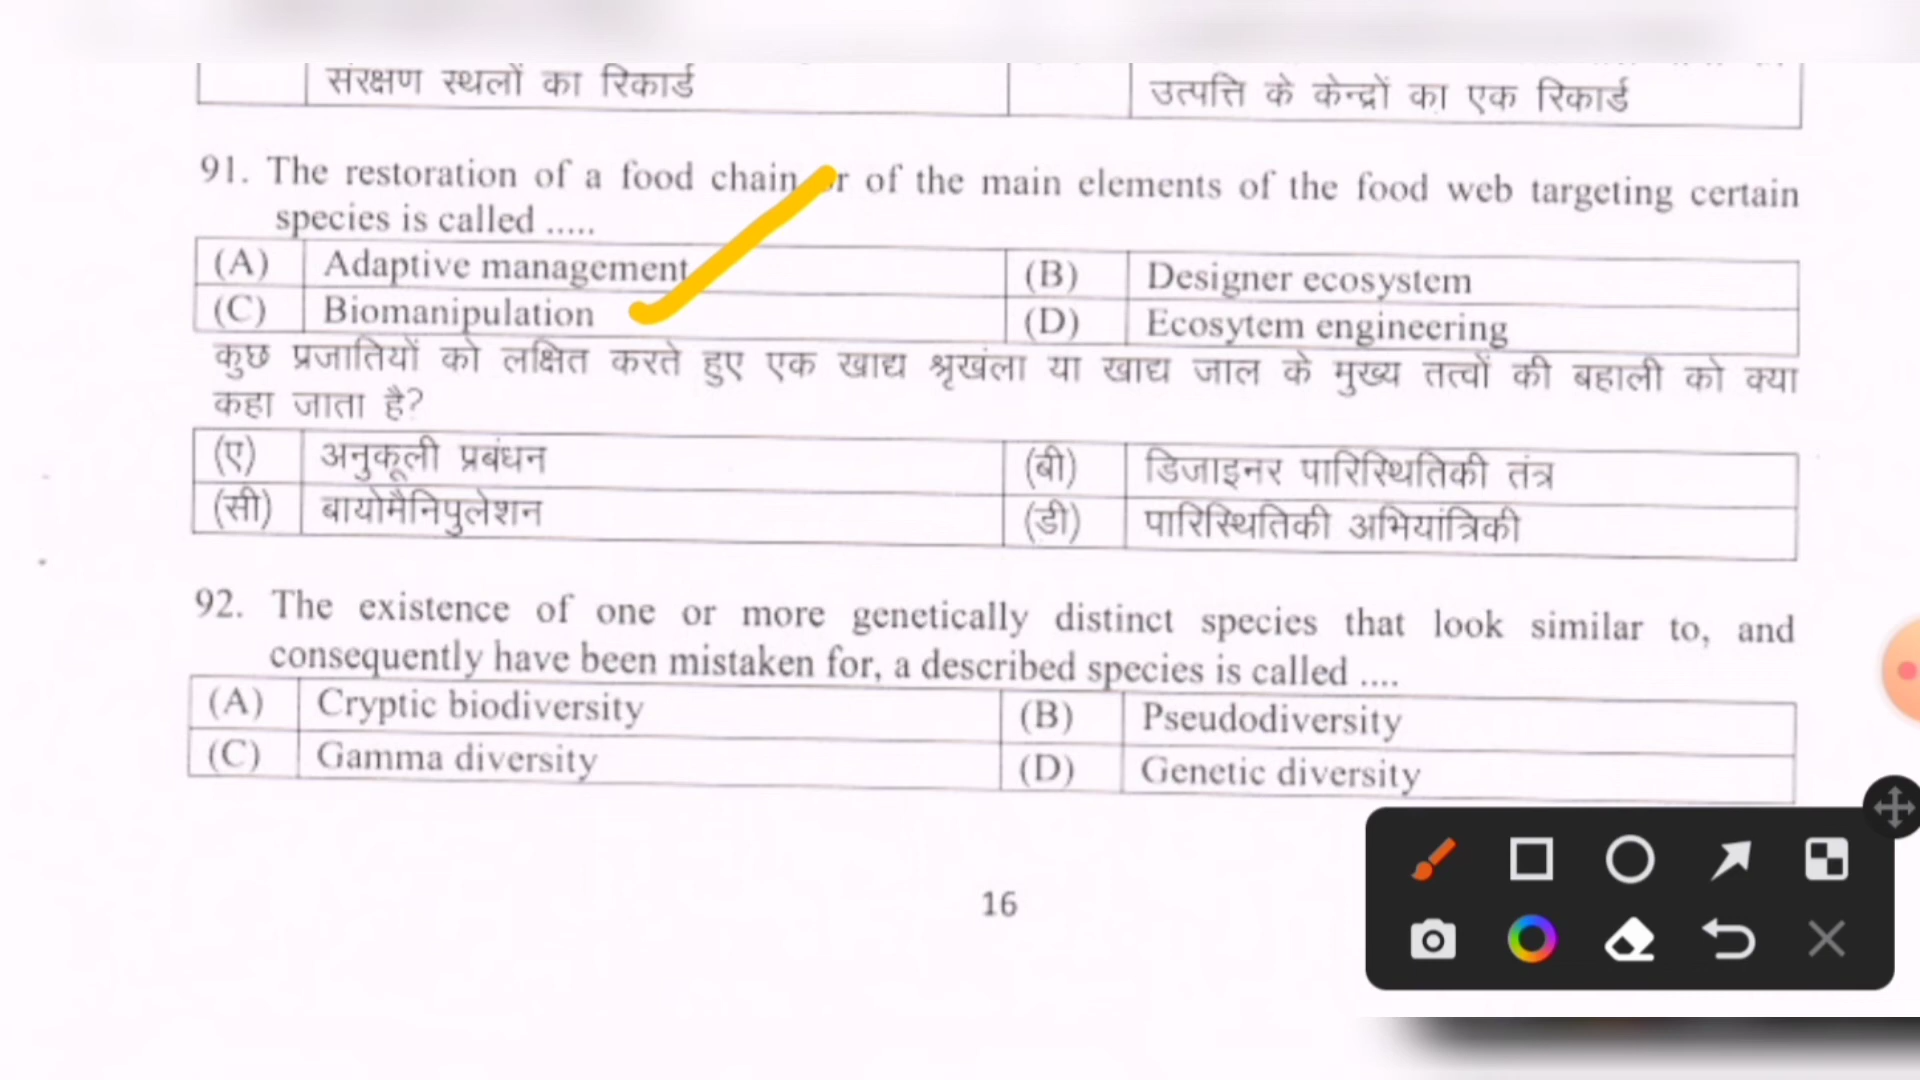 संरक्षण स्थलों का रिकार्ड
उत्पत्ति के केन्द्रों का एक रिकार्ड
91. The restoration of a food chain or of the main elements of the food web targeting certain
species is called .....
(A) Adaptive management (B) Designer ecosystem
(C) Biomanipulation (D) Ecosytem engineering
कुछ प्रजातियों को लक्षित करते हुए एक खाद्य श्रृखंला या खाद्य जाल के मुख्य तत्वों की बहाली को क्या
कहा जाता है?
(ए) अनुकूली प्रबंधन (बी) डिजाइनर पारिस्थितिकी तंत्र
(सी) बायोमैनिपुलेशन (डी) पारिस्थितिकी अभियांत्रिकी
92. The existence of one or more genetically distinct species that look similar to, and
consequently have been mistaken for, a described species is called ....
(A) Cryptic biodiversity (B) Pseudodiversity
(C) Gamma diversity (D) Genetic diversity
16